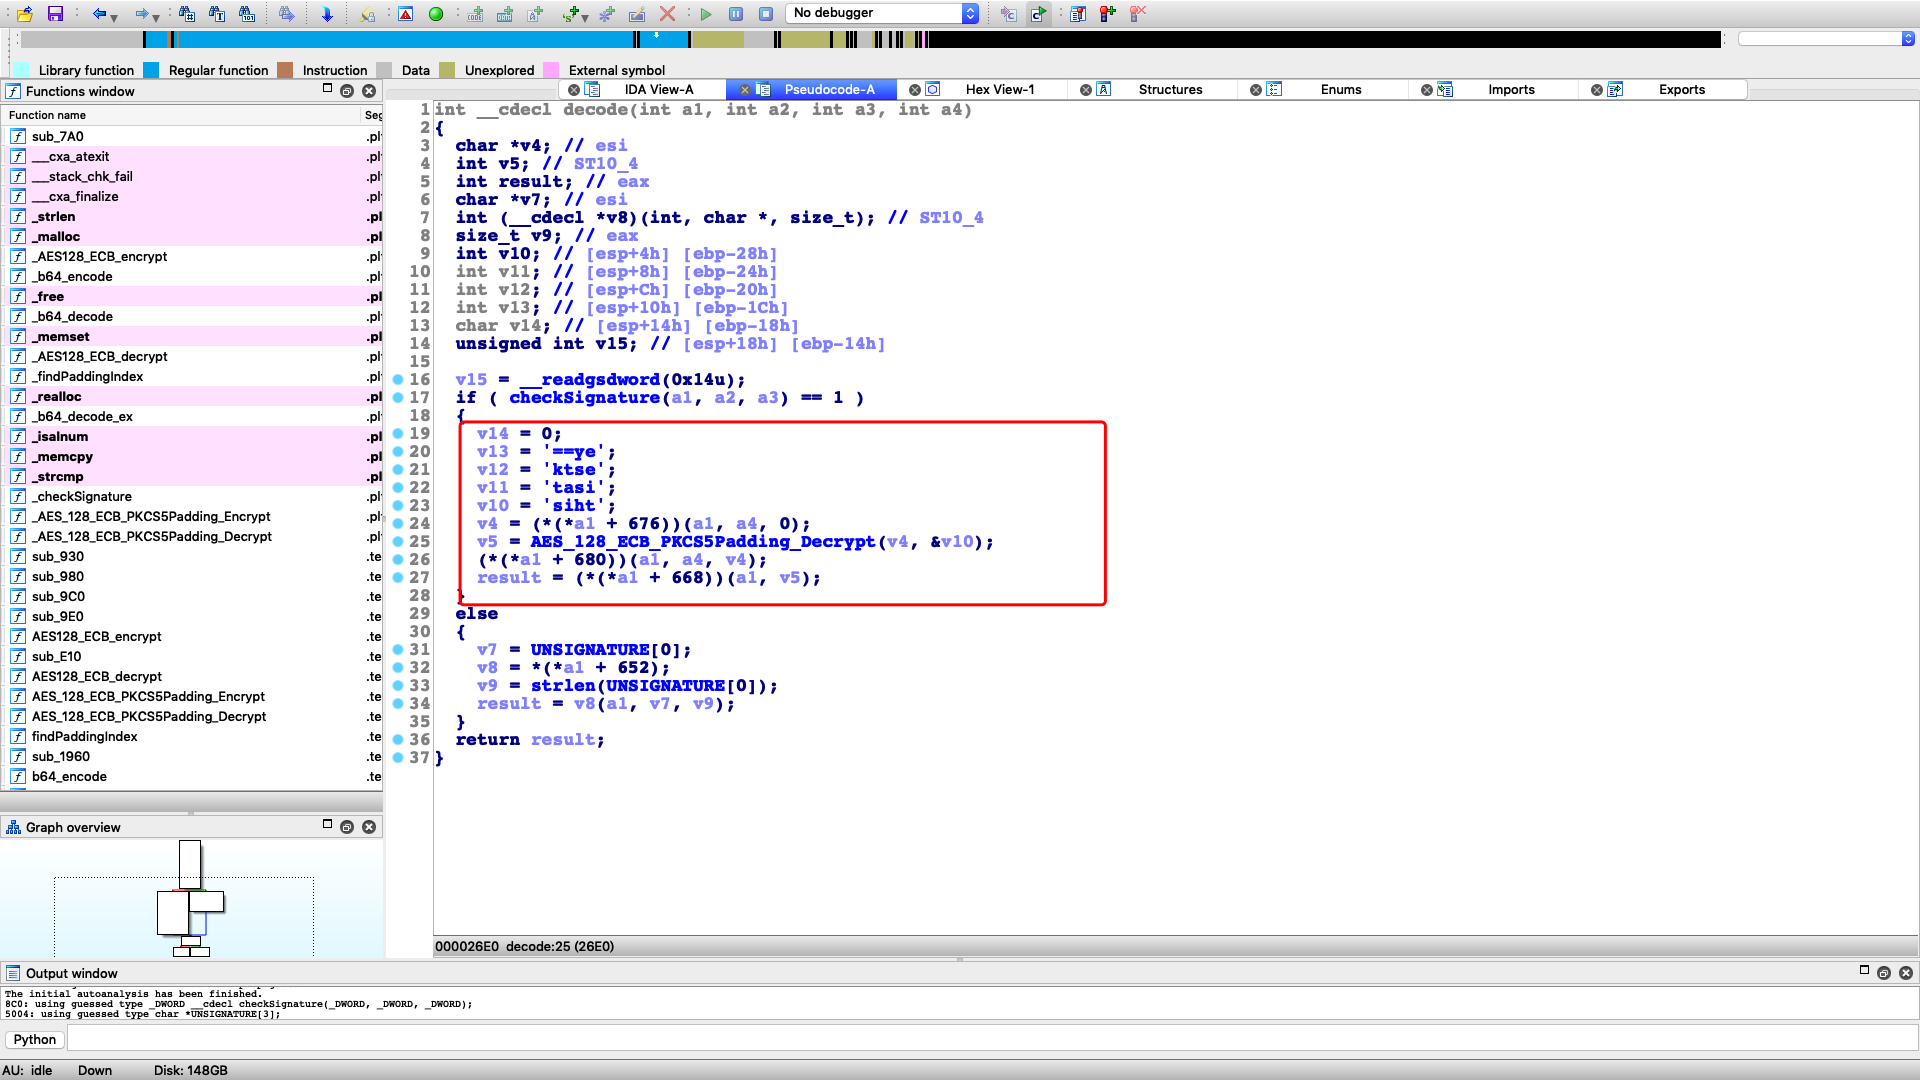 No debugger
Library function
Regular function
Instruction
Data
Unexplored
External symbol
Functions window
IDA View-A
Pseudocode-A
Hex View-1
Structures
Enums
Imports
Exports
Function name
Seg
sub_7A0 .pl
___cxa_atexit .pl
___stack_chk_fail .pl
___cxa_finalize .pl
_strlen .pl
_malloc .pl
_AES128_ECB_encrypt .pl
_b64_encode .pl
_free .pl
_b64_decode .pl
_memset .pl
_AES128_ECB_decrypt .pl
_findPaddingIndex .pl
_realloc .pl
_b64_decode_ex .pl
_isalnum .pl
_memcpy .pl
_strcmp .pl
_checkSignature .pl
_AES_128_ECB_PKCS5Padding_Encrypt .pl
_AES_128_ECB_PKCS5Padding_Decrypt .pl
sub_930 .te
sub_980 .te
sub_9C0 .te
sub_9E0 .te
AES128_ECB_encrypt .te
sub_E10 .te
AES128_ECB_decrypt .te
AES_128_ECB_PKCS5Padding_Encrypt .te
AES_128_ECB_PKCS5Padding_Decrypt .te
findPaddingIndex .te
sub_1960 .te
b64_encode .te
1 int __cdecl decode(int a1, int a2, int a3, int a4)
2 {
3 char *v4; // esi
4 int v5; // ST10_4
5 int result; // eax
6 char *v7; // esi
7 int (__cdecl *v8)(int, char *, size_t); // ST10_4
8 size_t v9; // eax
9 int v10; // [esp+4h] [ebp-28h]
10 int v11; // [esp+8h] [ebp-24h]
11 int v12; // [esp+Ch] [ebp-20h]
12 int v13; // [esp+10h] [ebp-1Ch]
13 char v14; // [esp+14h] [ebp-18h]
14 unsigned int v15; // [esp+18h] [ebp-14h]
15
16 v15 = __readgsdword(0x14u);
17 if ( checkSignature(a1, a2, a3) == 1 )
18 {
19 v14 = 0;
20 v13 = '==ye';
21 v12 = 'ktse';
22 v11 = 'tasi';
23 v10 = 'siht';
24 v4 = (*(*a1 + 676))(a1, a4, 0);
25 v5 = AES_128_ECB_PKCS5Padding_Decrypt(v4, &v10);
26 (*(*a1 + 680))(a1, a4, v4);
27 result = (*(*a1 + 668))(a1, v5);
28 }
29 else
30 {
31 v7 = UNSIGNATURE[0];
32 v8 = *(*a1 + 652);
33 v9 = strlen(UNSIGNATURE[0]);
34 result = v8(a1, v7, v9);
35 }
36 return result;
37 }
000026E0 decode:25 (26E0)
Graph overview
Output window
The initial autoanalysis has been finished.
8C0: using guessed type _DWORD __cdecl checkSignature(_DWORD, _DWORD, _DWORD);
5004: using guessed type char *UNSIGNATURE[3];
Python
AU: idle Down Disk: 148GB